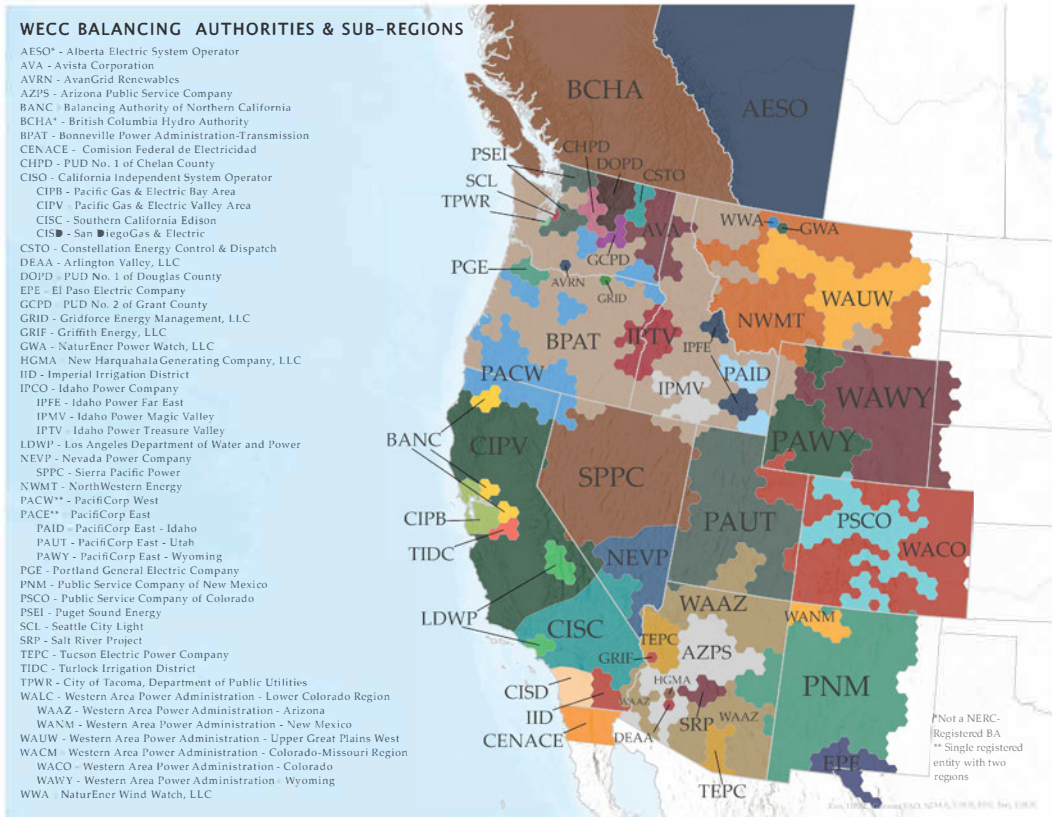 WECC BALANCING AUTHORITIES & SUB-REGIONS
AESO* - Alberta Electric System Operator
AVA - Avista Corporation
AVRN - AvanGrid Renewables
AZPS - Arizona Public Service Company
BANC - Balancing Authority of Northern California
BCHA* - British Columbia Hydro Authority
BPAT - Bonneville Power Administration-Transmission
CENACE - Comision Federal de Electricidad
CHPD - PUD No. 1 of Chelan County
CISO - California Independent System Operator
CIPB - Pacific Gas & Electric Bay Area
CIPV - Pacific Gas & Electric Valley Area
CISC - Southern California Edison
CISD - San DiegoGas & Electric
CSTO - Constellation Energy Control & Dispatch
DEAA - Arlington Valley, LLC
DOPD - PUD No. 1 of Douglas County
EPE - El Paso Electric Company
GCPD - PUD No. 2 of Grant County
GRID - Gridforce Energy Management, LLC
GRIF - Griffith Energy, LLC
GWA - NaturEner Power Watch, LLC
HGMA - New HarquahalaGenerating Company, LLC
IID - Imperial Irrigation District
IPCO - Idaho Power Company
IPFE - Idaho Power Far East
IPMV - Idaho Power Magic Valley
IPTV - Idaho Power Treasure Valley
LDWP - Los Angeles Department of Water and Power
NEVP - Nevada Power Company
SPPC - Sierra Pacific Power
NWMT - NorthWestern Energy
PACW** - PacifiCorp West
PACE** - PacifiCorp East
PAID - PacifiCorp East - Idaho
PAUT - PacifiCorp East - Utah
PAWY - PacifiCorp East - Wyoming
PGE - Portland General Electric Company
PNM - Public Service Company of New Mexico
PSCO - Public Service Company of Colorado
PSEI - Puget Sound Energy
SCL - Seattle City Light
SRP - Salt River Project
TEPC - Tucson Electric Power Company
TIDC - Turlock Irrigation District
TPWR - City of Tacoma, Department of Public Utilities
WALC - Western Area Power Administration - Lower Colorado Region
WAAZ - Western Area Power Administration - Arizona
WANM - Western Area Power Administration - New Mexico
WAUW - Western Area Power Administration - Upper Great Plains West
WACM - Western Area Power Administration - Colorado-Missouri Region
WACO - Western Area Power Administration - Colorado
WAWY - Western Area Power Administration - Wyoming
WWA - NaturEner Wind Watch, LLC
BCHA
AESO
PSEI
CHPD
DOPD
SCL
CSTO
TPWR
AVA
WWA
GWA
GCPD
PGE
AVRN
GRID
WAUW
NWMT
BPAT
IPTV
IPFE
PACW
IPMV
PAID
WAWY
PAWY
BANC
CIPV
SPPC
CIPB
PAUT
PSCO
WACO
TIDC
NEVP
WAAZ
LDWP
CISC
WANM
TEPC
GRIF
AZPS
HGMA
PNM
CISD
WAAZ
IID
SRP
WAAZ
CENACE
DEAA
EPE
TEPC
*Not a NERC-
Registered BA
** Single registered
entity with two
regions